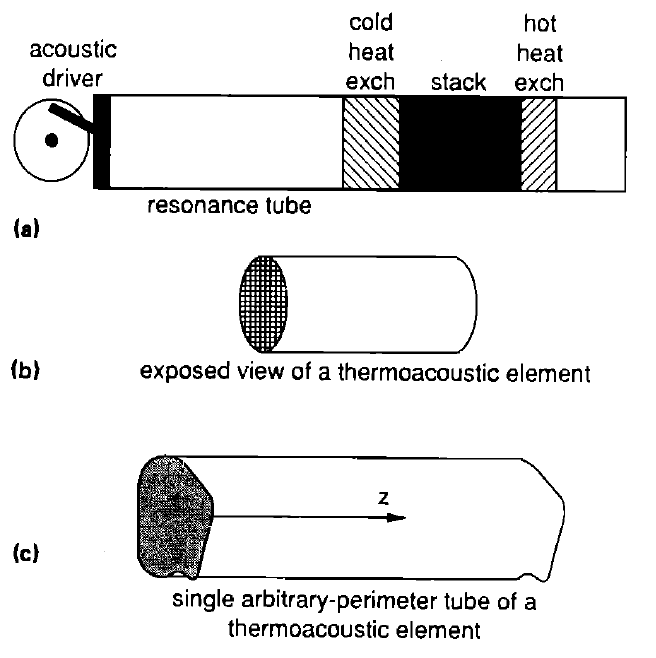 acoustic
driver
cold
heat
exch
stack
hot
heat
exch
resonance tube
(a)
(b)
exposed view of a thermoacoustic element
z
(c)
single arbitrary-perimeter tube of a
thermoacoustic element